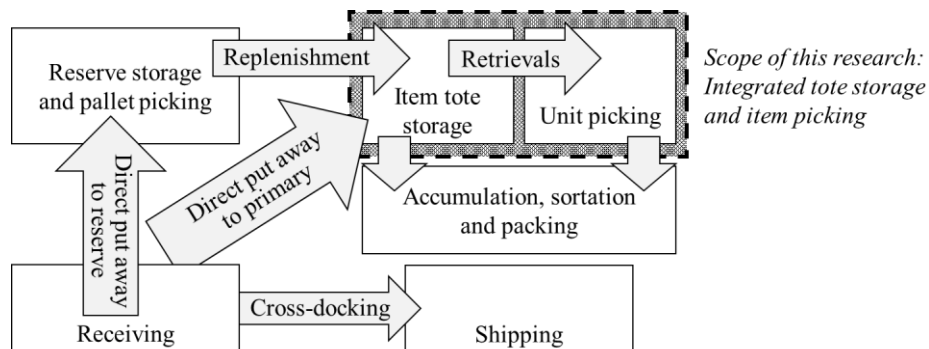 Reserve storage
and pallet picking
Replenishment
Retrievals
Item tote
storage
Unit picking
Scope of this research:
Integrated tote storage
and item picking
Direct put away
to reserve
Direct put away
to primary
Accumulation, sortation
and packing
Receiving
Cross-docking
Shipping